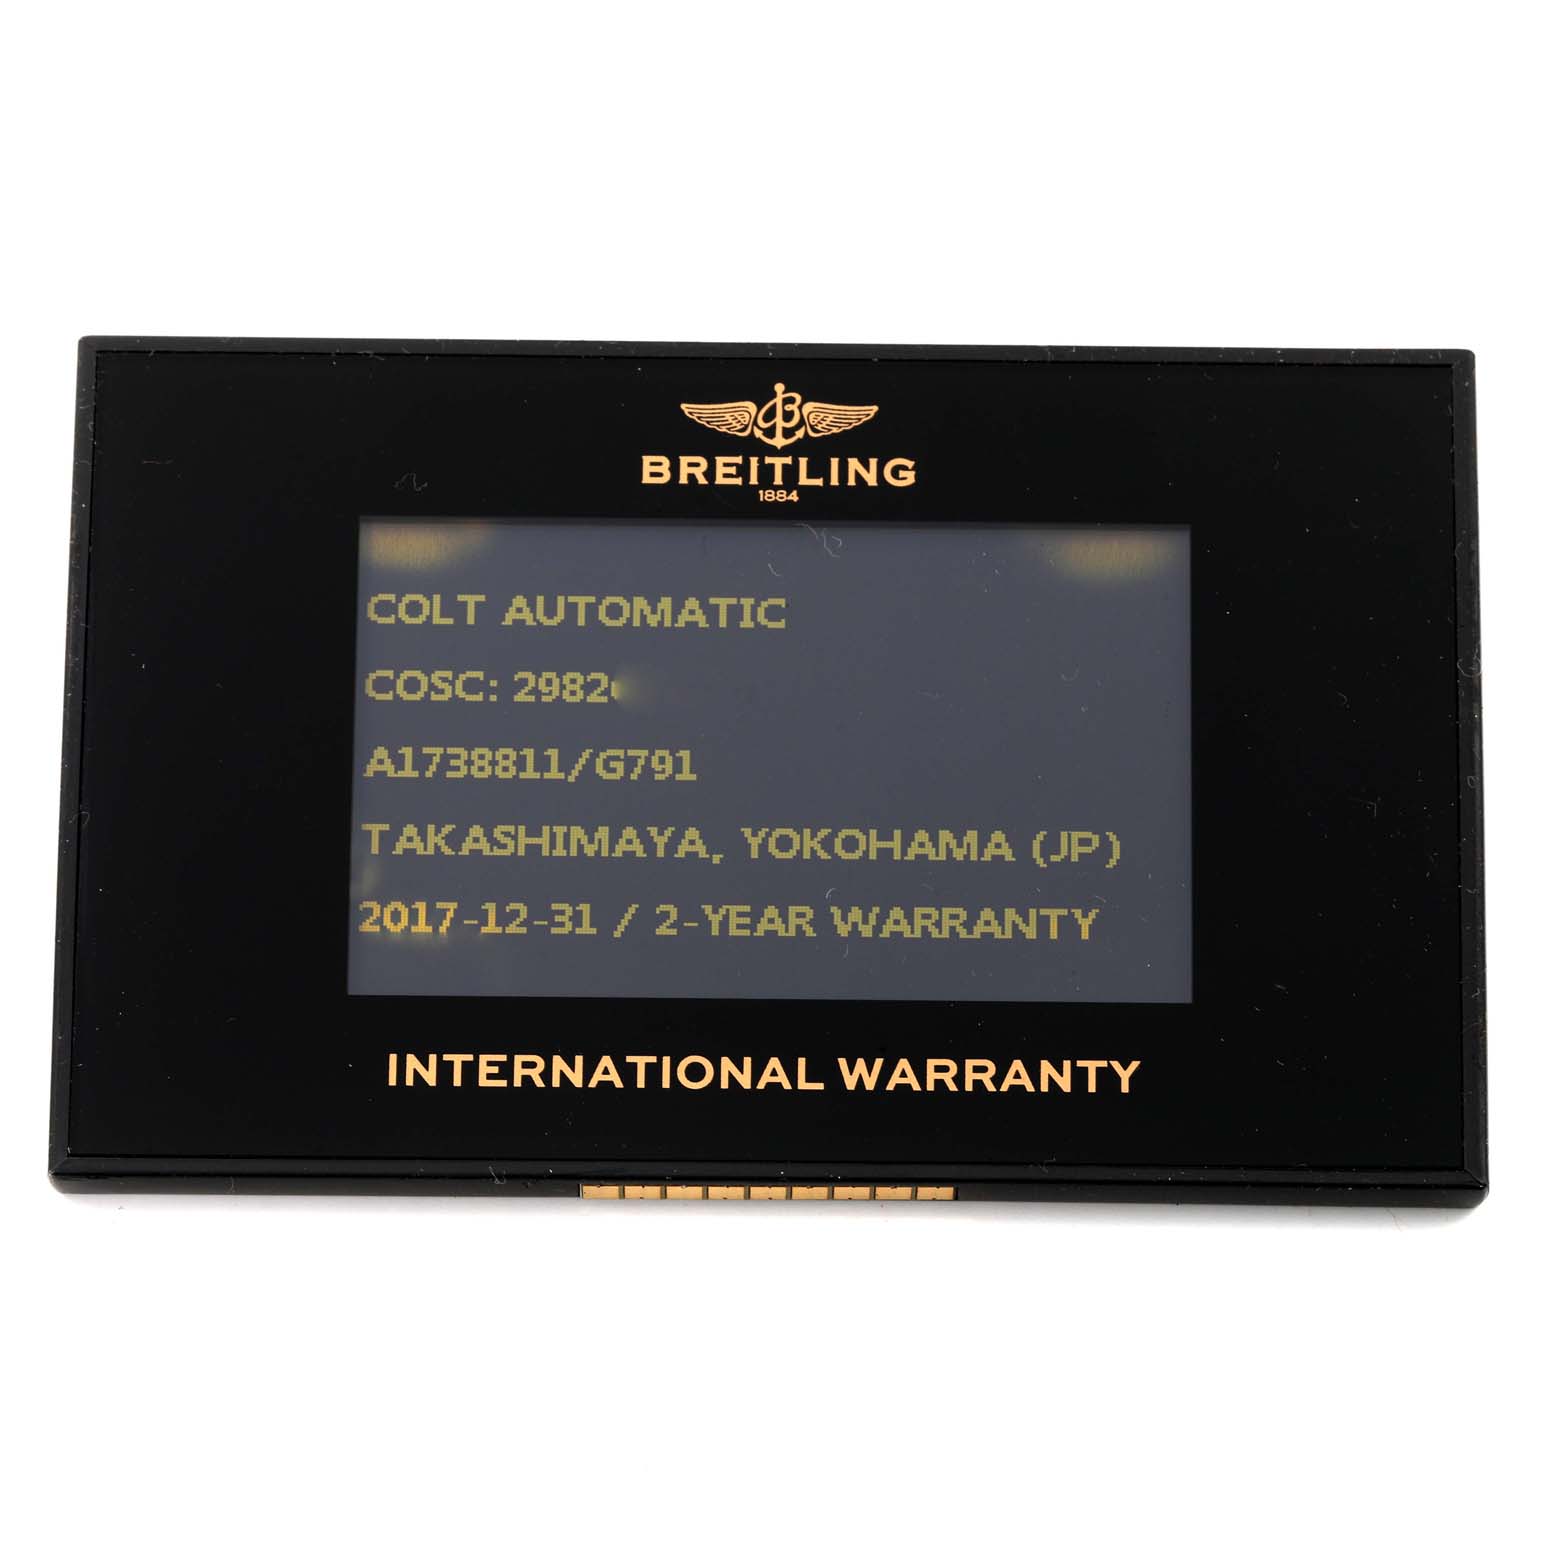 BREITLING
1884
COLT AUTOMATIC
COSC: 2982
A1738811/G791
TAKASHIMAYA, YOKOHAMA (JP)
2017-12-31 / 2-YEAR WARRANTY
INTERNATIONAL WARRANTY